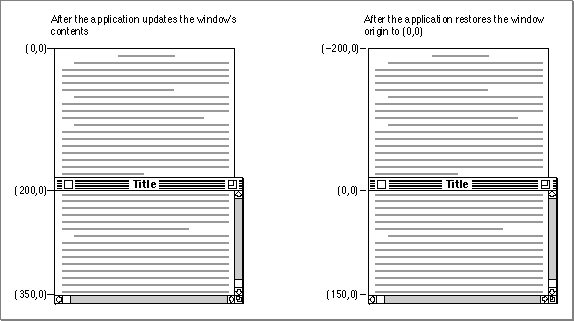 After the application updates the window's
contents
(0,0)
Title
(200,0)
(350,0)
After the application restores the window
origin to (0,0)
(−200,0)
Title
(0,0)
(150,0)